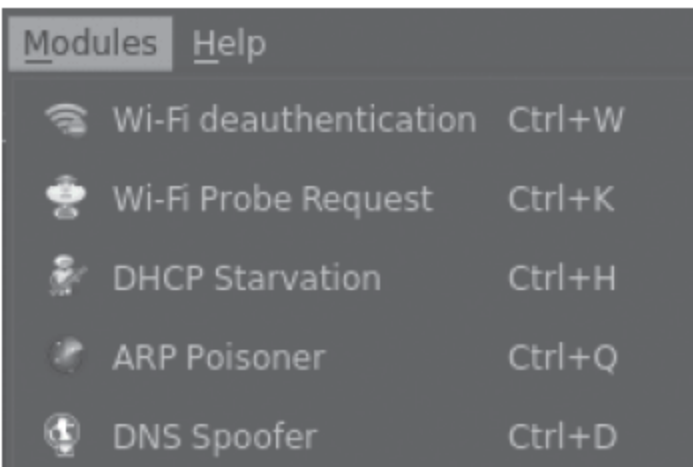 Modules Help
Wi-Fi deauthentication Ctrl+W
Wi-Fi Probe Request Ctrl+K
DHCP Starvation Ctrl+H
ARP Poisoner Ctrl+Q
DNS Spoofer Ctrl+D